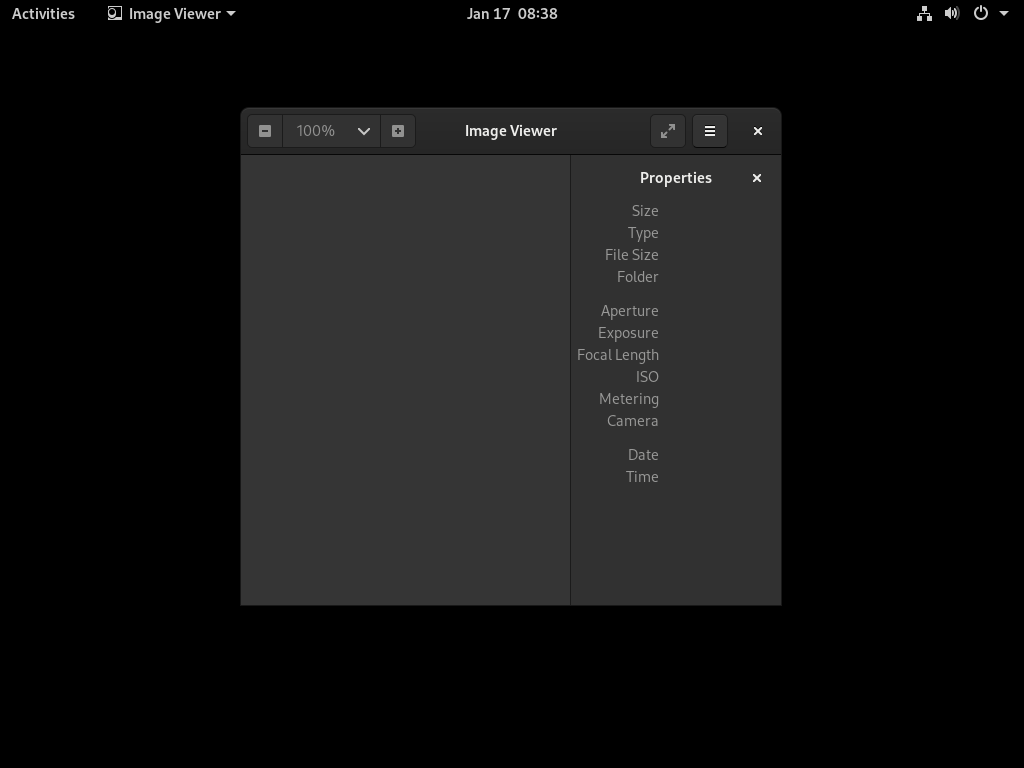 Activities Image Viewer Jan 17 08:38
100% Image Viewer
Properties
Size
Type
File Size
Folder
Aperture
Exposure
Focal Length
ISO
Metering
Camera
Date
Time